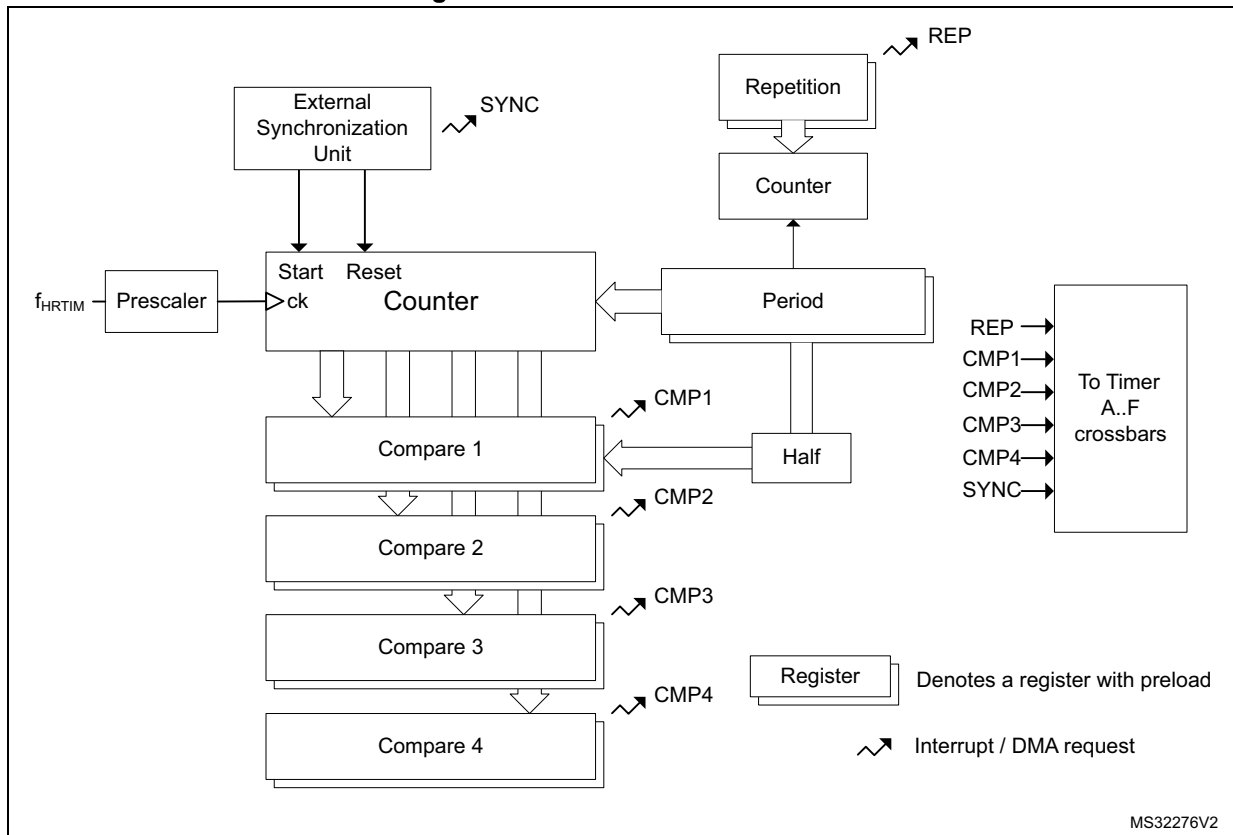 REP
Repetition
External
Synchronization
Unit
SYNC
Counter
Start Reset
f_HRTIM
Prescaler
ck
Counter
Period
REP
CMP1
CMP2
CMP3
CMP4
SYNC
To Timer
A..F
crossbars
CMP1
Compare 1
Half
CMP2
Compare 2
CMP3
Compare 3
Register
Denotes a register with preload
CMP4
Compare 4
Interrupt / DMA request
MS32276V2